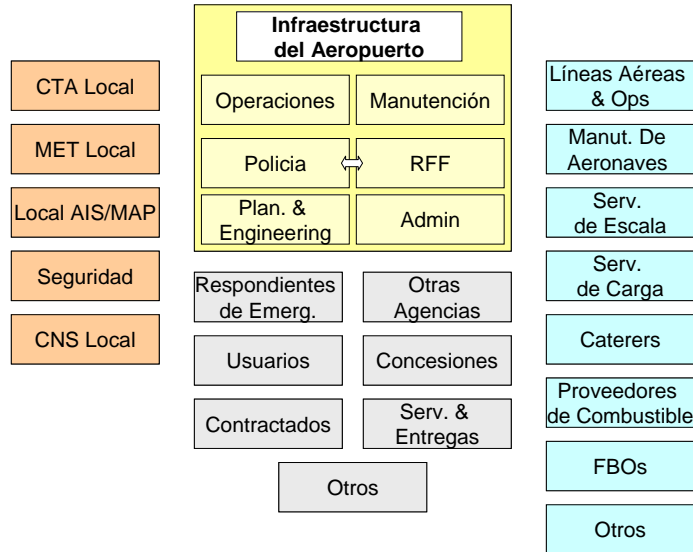 Infraestructura
del Aeropuerto
Operaciones
Manutención
Policia
RFF
Plan. &
Engineering
Admin
CTA Local
MET Local
Local AIS/MAP
Seguridad
CNS Local
Respondientes
de Emerg.
Otras
Agencias
Usuarios
Concesiones
Contractados
Serv. &
Entregas
Otros
Líneas Aéreas
& Ops
Manut. De
Aeronaves
Serv.
de Escala
Serv.
de Carga
Caterers
Proveedores
de Combustible
FBOs
Otros